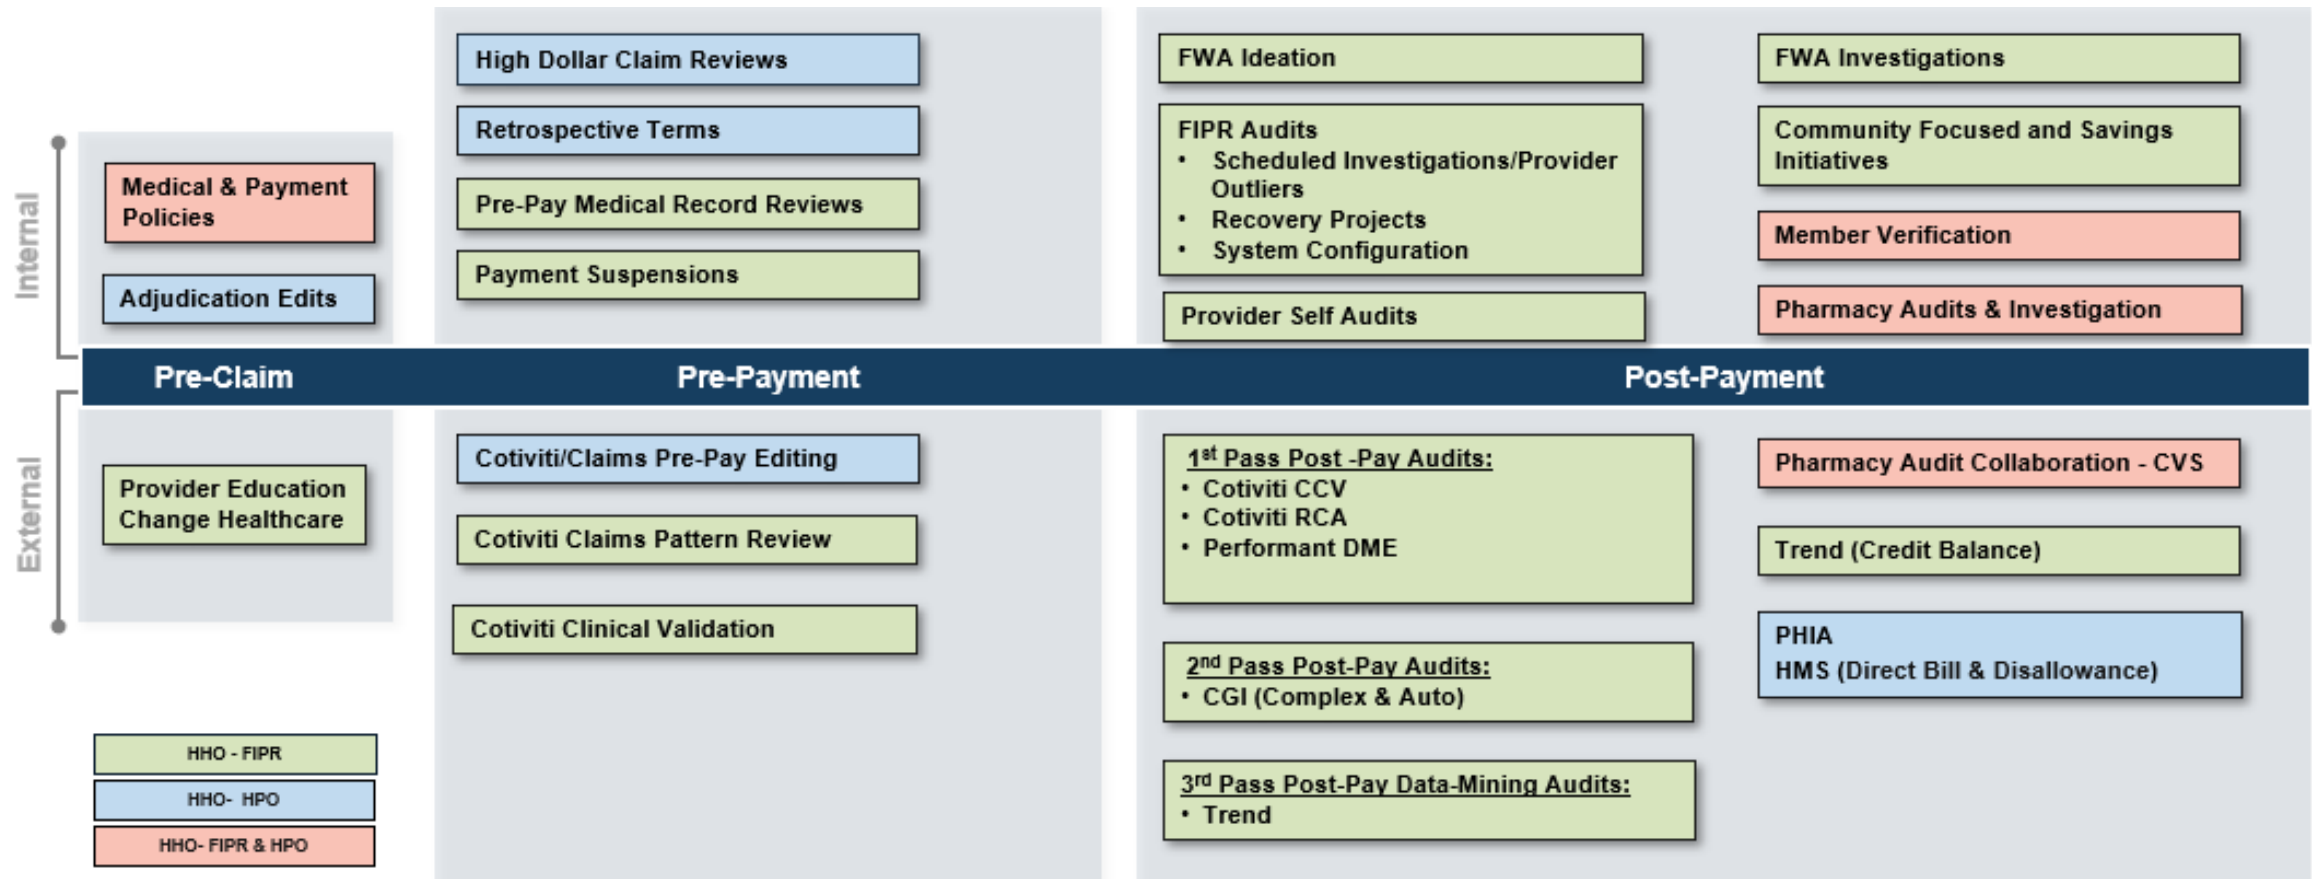 Internal
Medical & Payment
Policies
Adjudication Edits
High Dollar Claim Reviews
Retrospective Terms
Pre-Pay Medical Record Reviews
Payment Suspensions
FWA Ideation
FIPR Audits
• Scheduled Investigations/Provider
Outliers
• Recovery Projects
• System Configuration
Provider Self Audits
FWA Investigations
Community Focused and Savings
Initiatives
Member Verification
Pharmacy Audits & Investigation
Pre-Claim
Pre-Payment
Post-Payment
External
Provider Education
Change Healthcare
Cotiviti/Claims Pre-Pay Editing
Cotiviti Claims Pattern Review
Cotiviti Clinical Validation
1st Pass Post -Pay Audits:
• Cotiviti CCV
• Cotiviti RCA
• Performant DME
2nd Pass Post-Pay Audits:
• CGI (Complex & Auto)
3rd Pass Post-Pay Data-Mining Audits:
• Trend
Pharmacy Audit Collaboration - CVS
Trend (Credit Balance)
PHIA
HMS (Direct Bill & Disallowance)
HHO - FIPR
HHO- HPO
HHO- FIPR & HPO